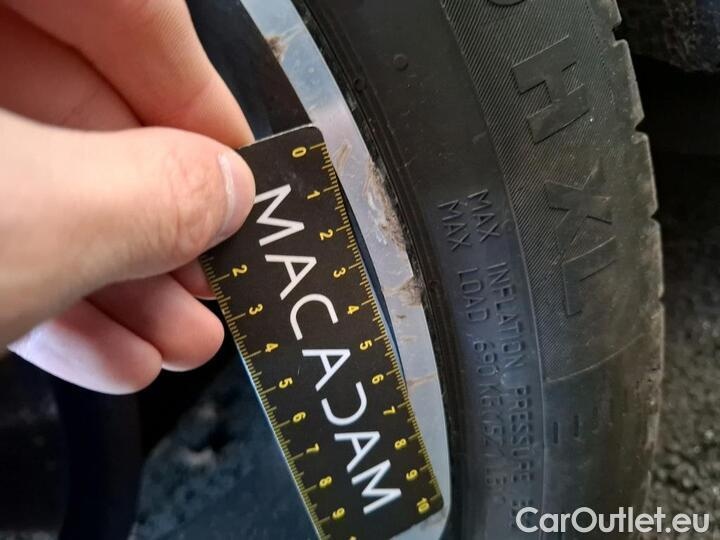 0 1 2 3 4 5 6 7 8 9 10
MACADAM
2 3 4 5 6 7 8 9
H XL
MAX INFLATION PRESSURE
MAX LOAD 690 KG
CarOutlet.eu